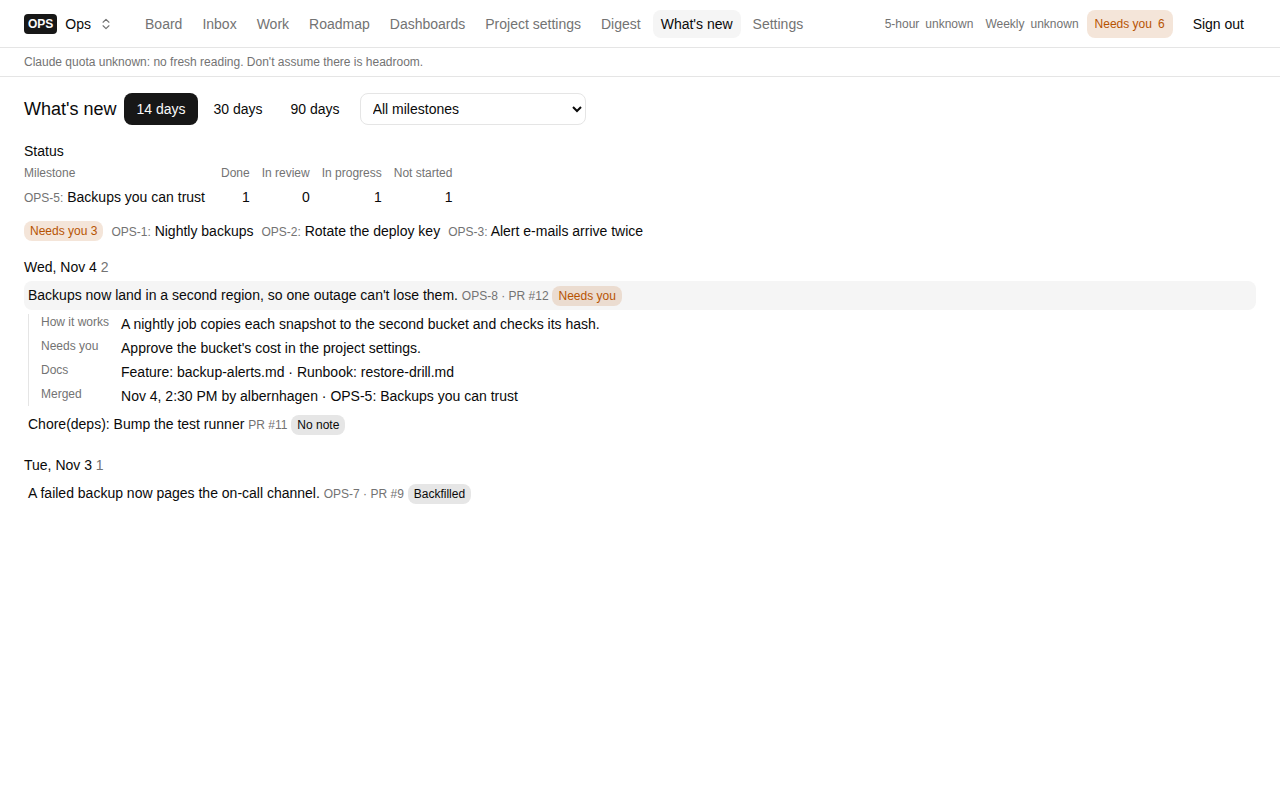 OPS Ops Board Inbox Work Roadmap Dashboards Project settings Digest What's new Settings 5-hour unknown Weekly unknown Needs you 6 Sign out
Claude quota unknown: no fresh reading. Don't assume there is headroom.
What's new 14 days 30 days 90 days All milestones
Status
Milestone Done In review In progress Not started
OPS-5: Backups you can trust 1 0 1 1
Needs you 3 OPS-1: Nightly backups OPS-2: Rotate the deploy key OPS-3: Alert e-mails arrive twice
Wed, Nov 4 2
Backups now land in a second region, so one outage can't lose them. OPS-8 · PR #12 Needs you
How it works A nightly job copies each snapshot to the second bucket and checks its hash.
Needs you Approve the bucket's cost in the project settings.
Docs Feature: backup-alerts.md · Runbook: restore-drill.md
Merged Nov 4, 2:30 PM by albernhagen · OPS-5: Backups you can trust
Chore(deps): Bump the test runner PR #11 No note
Tue, Nov 3 1
A failed backup now pages the on-call channel. OPS-7 · PR #9 Backfilled